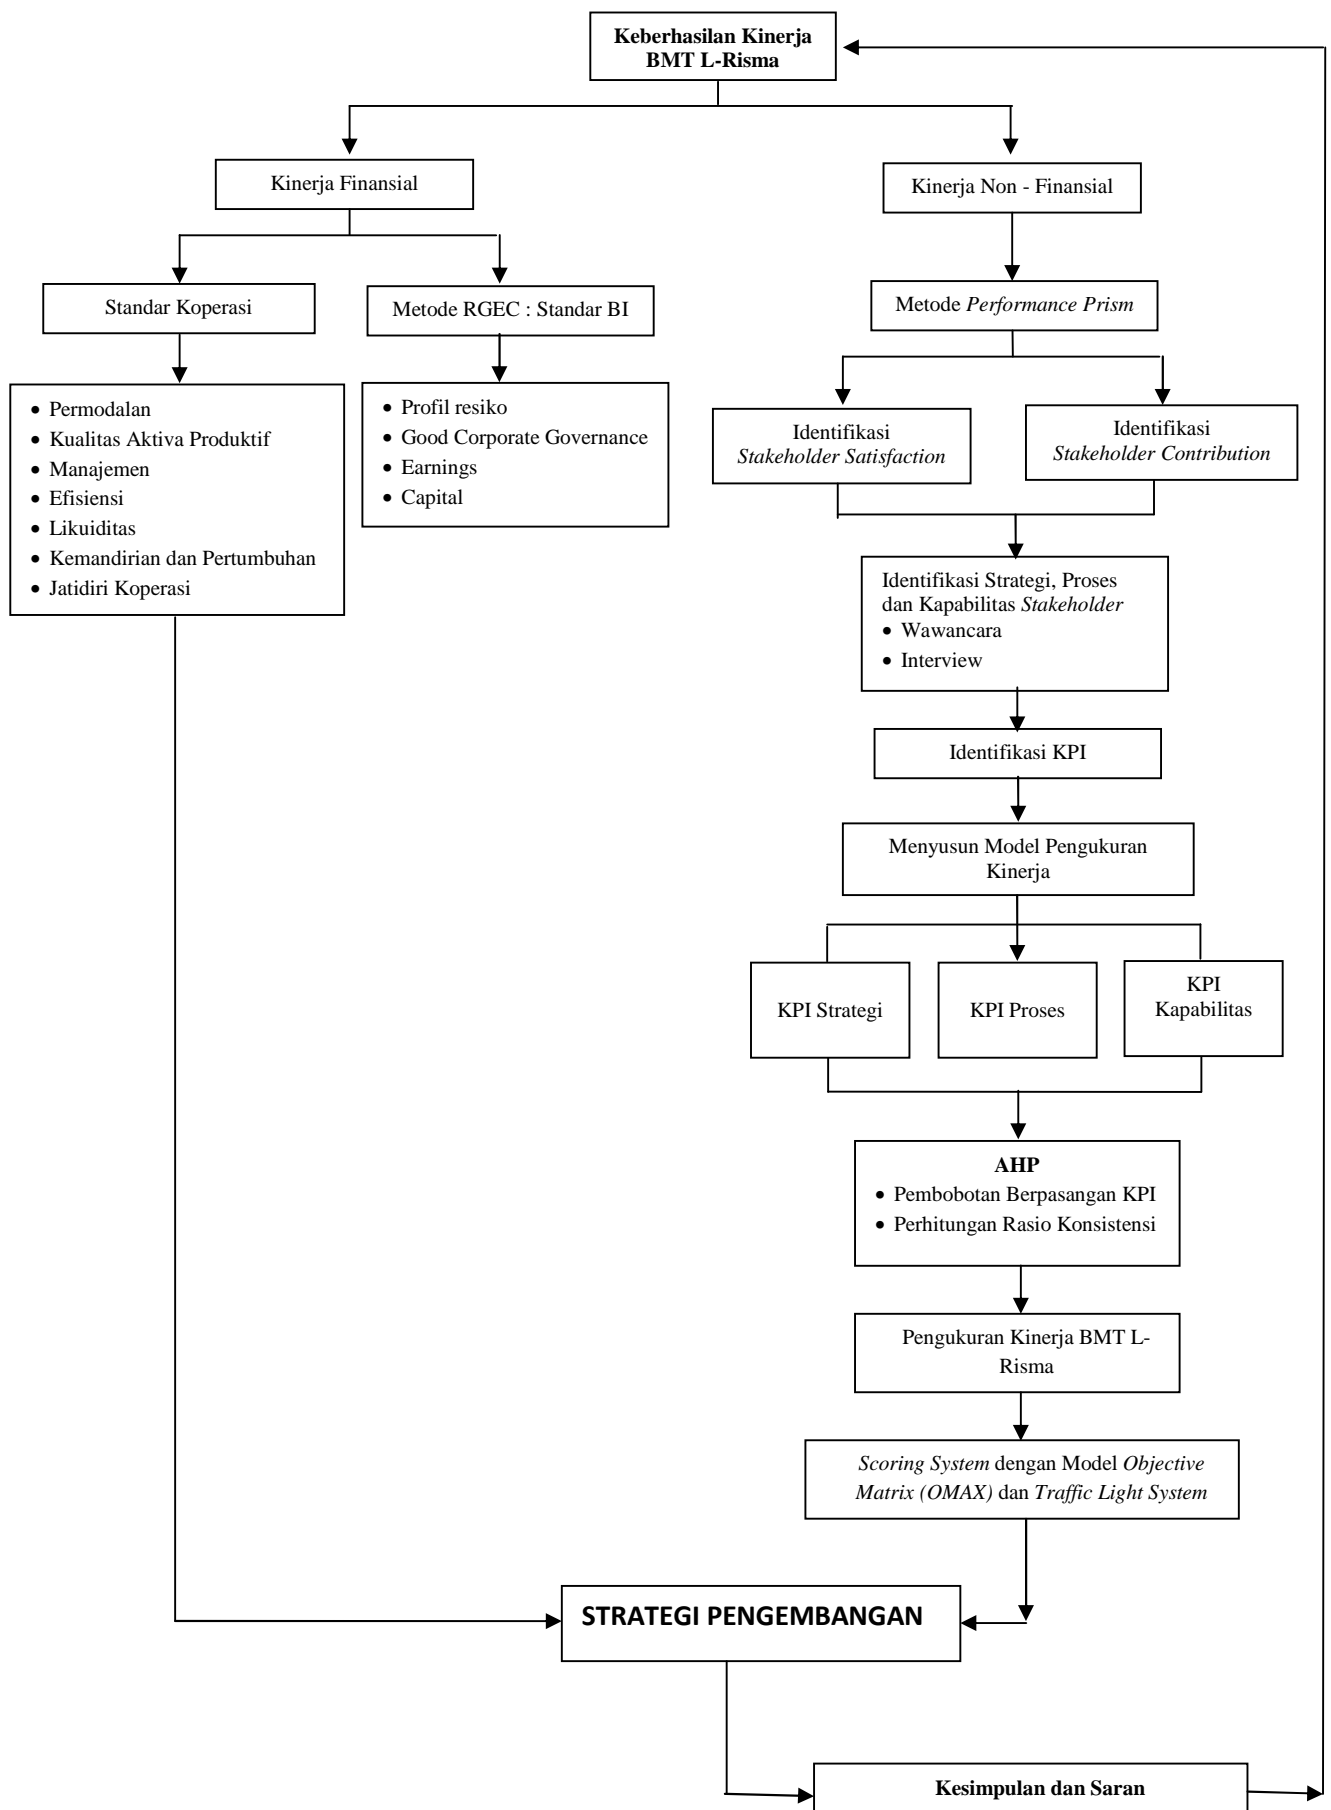 Keberhasilan Kinerja
BMT L-Risma
Kinerja Finansial
Kinerja Non - Finansial
Standar Koperasi
Metode RGEC : Standar BI
Metode Performance Prism
• Permodalan
• Kualitas Aktiva Produktif
• Manajemen
• Efisiensi
• Likuiditas
• Kemandirian dan Pertumbuhan
• Jatidiri Koperasi
• Profil resiko
• Good Corporate Governance
• Earnings
• Capital
Identifikasi
Stakeholder Satisfaction
Identifikasi
Stakeholder Contribution
Identifikasi Strategi, Proses
dan Kapabilitas Stakeholder
• Wawancara
• Interview
Identifikasi KPI
Menyusun Model Pengukuran
Kinerja
KPI Strategi
KPI Proses
KPI
Kapabilitas
AHP
• Pembobotan Berpasangan KPI
• Perhitungan Rasio Konsistensi
Pengukuran Kinerja BMT L-
Risma
Scoring System dengan Model Objective
Matrix (OMAX) dan Traffic Light System
STRATEGI PENGEMBANGAN
Kesimpulan dan Saran